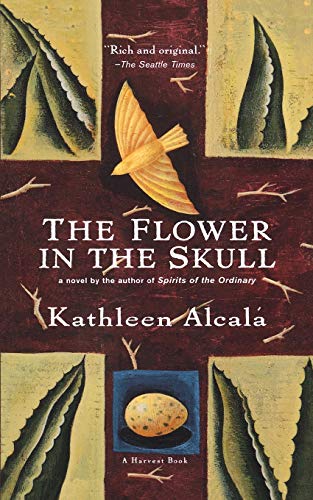 "Rich and original."
–The Seattle Times
THE FLOWER
IN THE SKULL
a novel by the author of Spirits of the Ordinary
Kathleen Alcalá
A Harvest Book